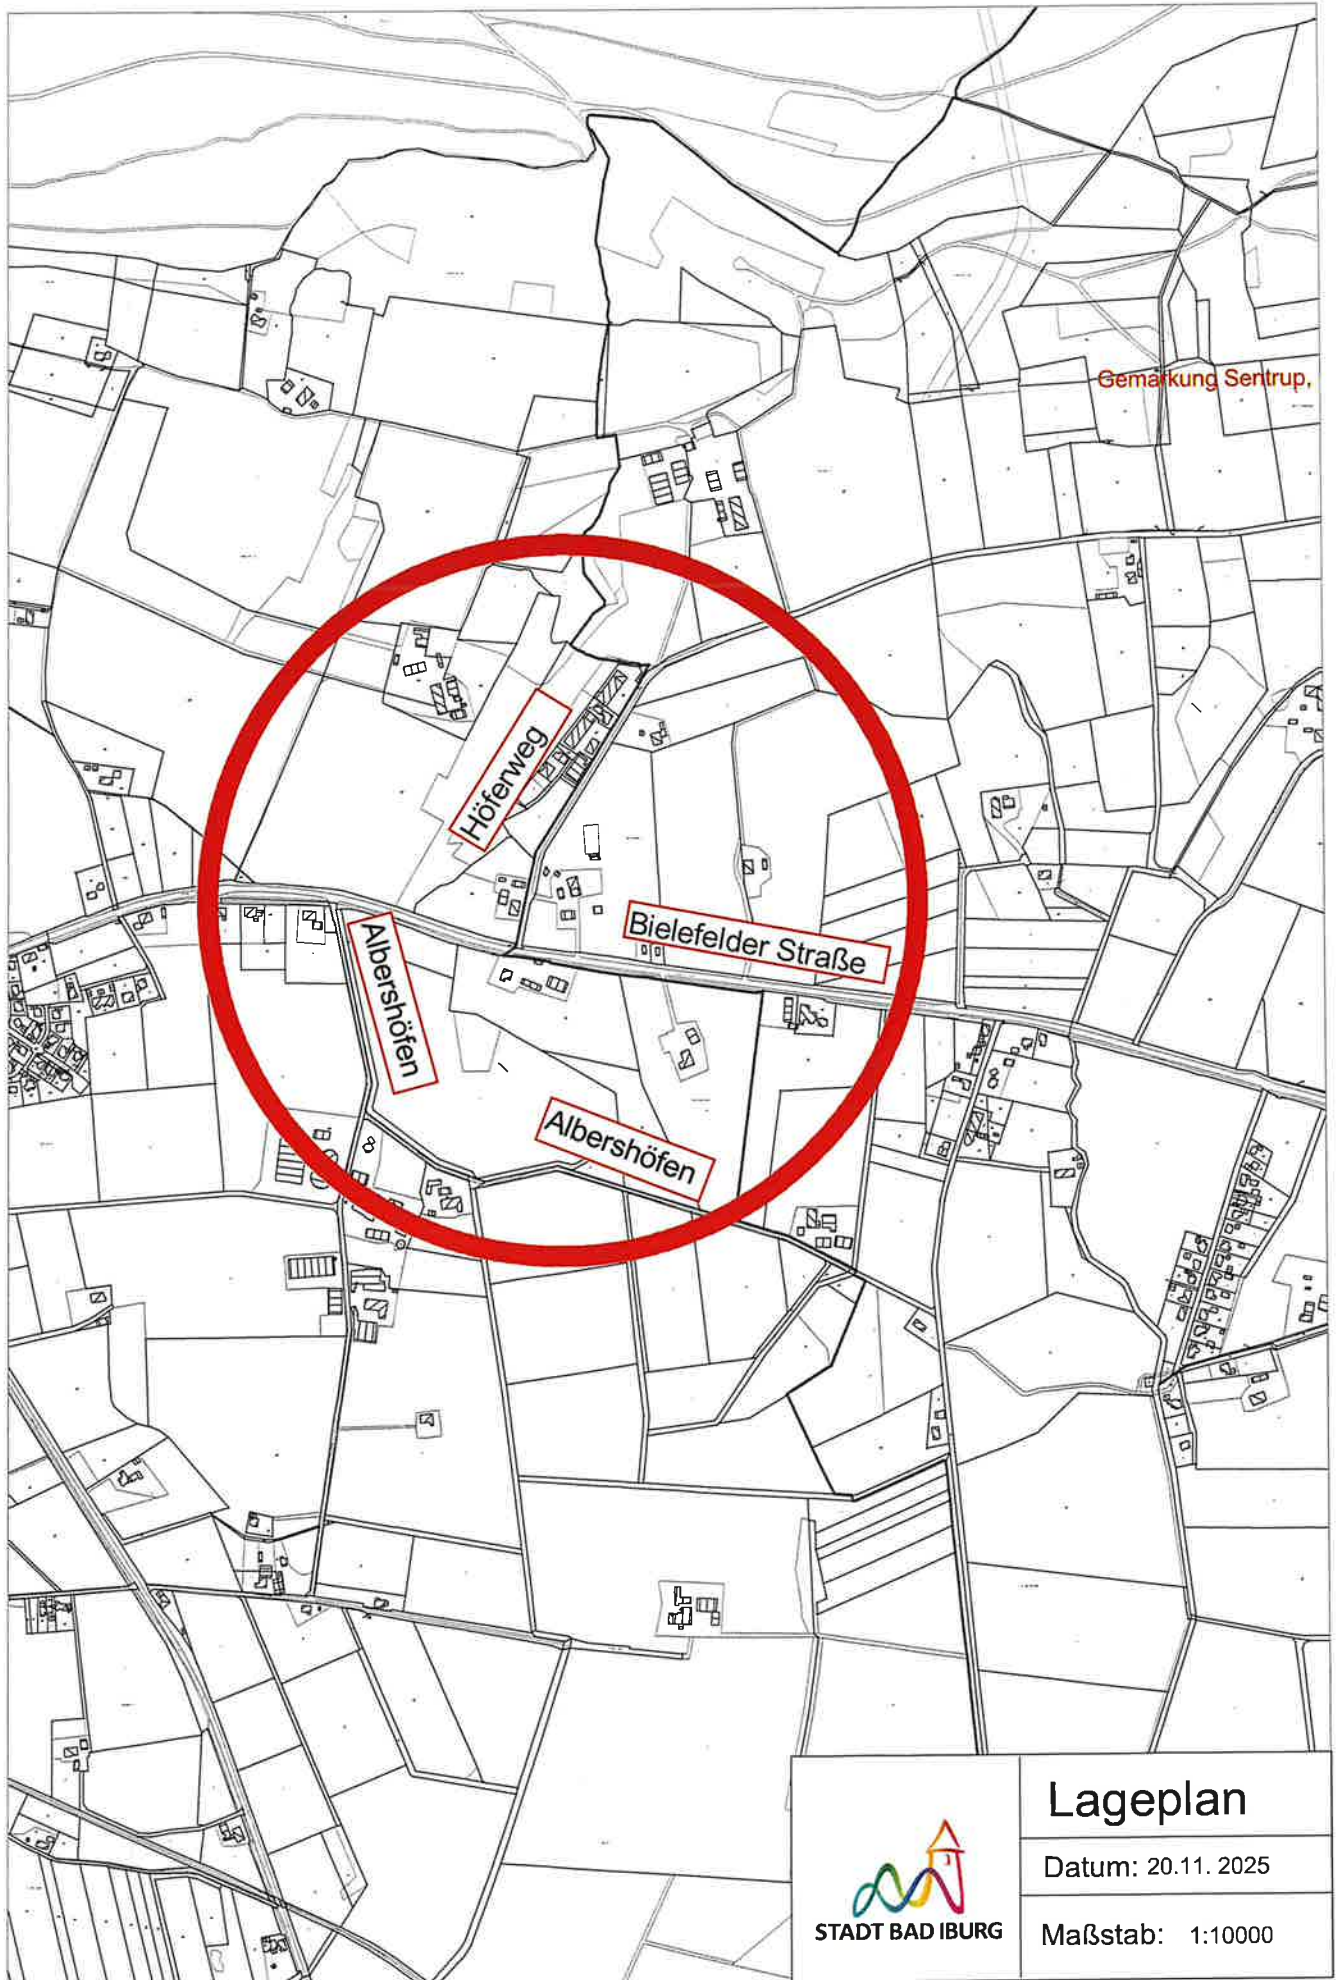 Gemarkung Sentrup,
Höferweg
Bielefelder Straße
Albershöfen
Albershöfen
Lageplan
Datum: 20.11. 2025
STADT BAD IBURG
Maßstab: 1:10000